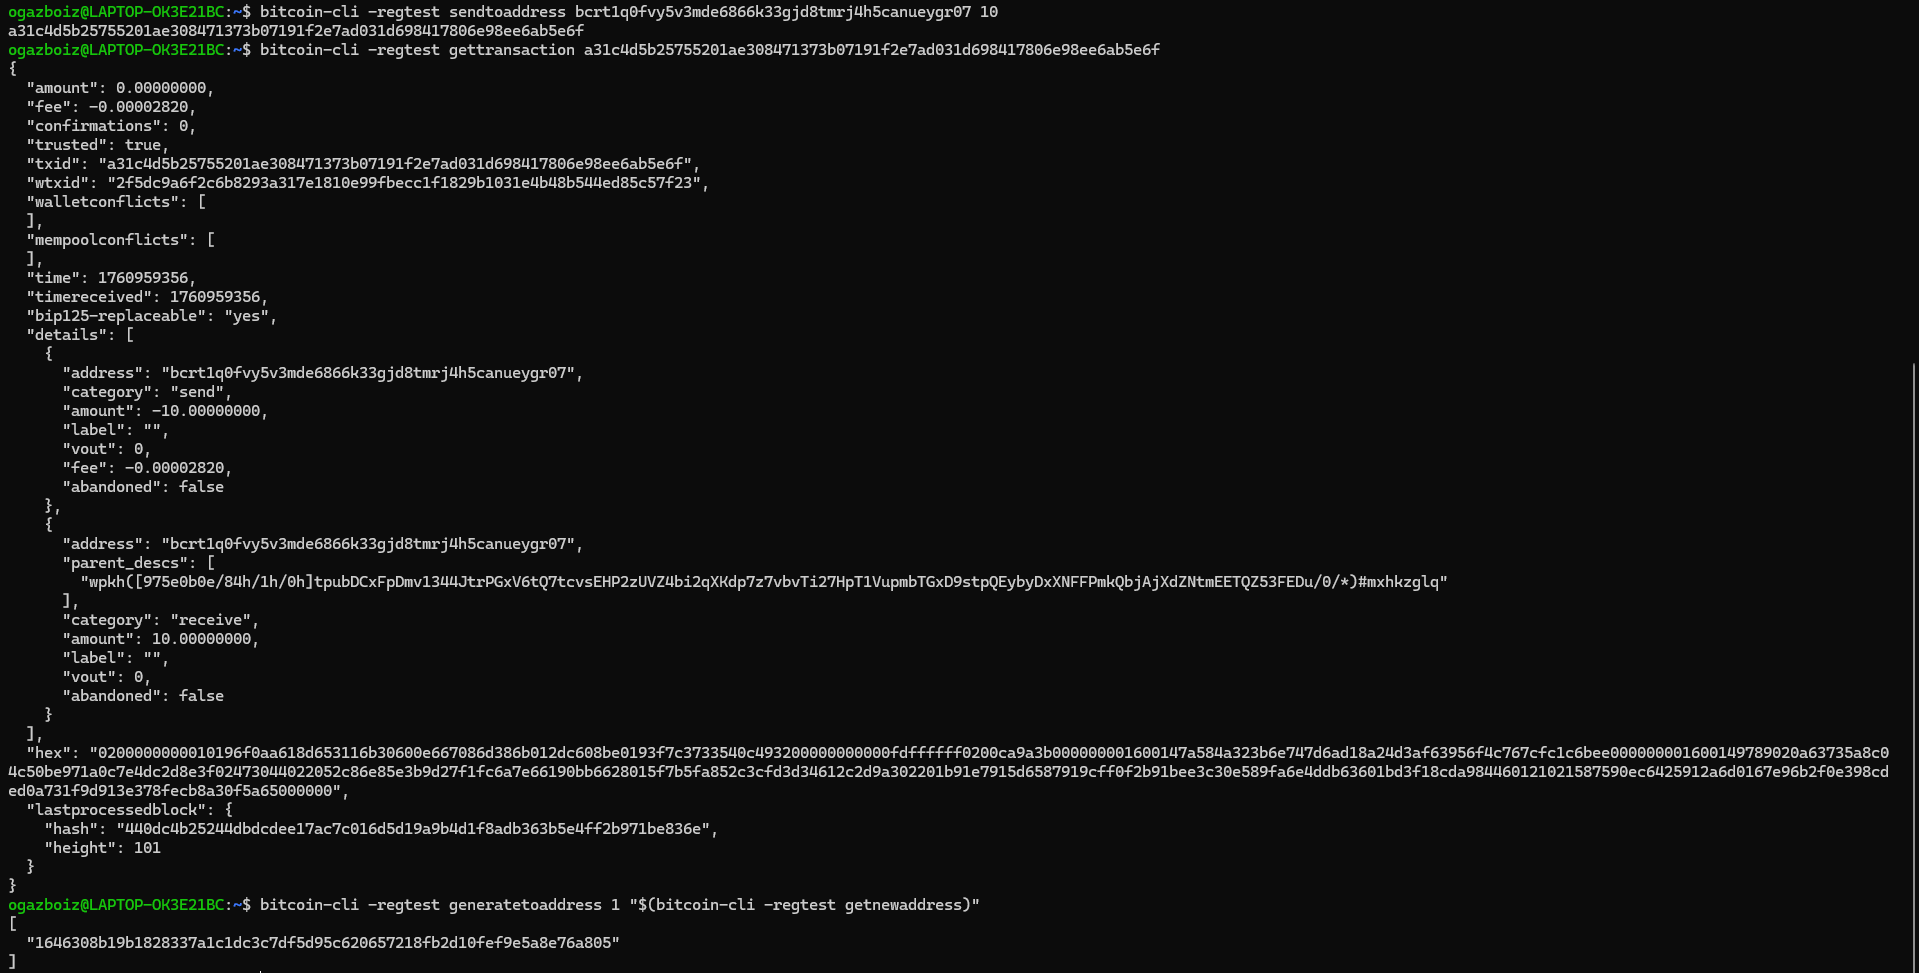 ogazboiz@LAPTOP-OK3E21BC:~$ bitcoin-cli -regtest sendtoaddress bcrt1q0fvy5v3mde6866k33gjd8tmrj4h5canueygr07 10
a31c4d5b25755201ae308471373b07191f2e7ad031d698417806e98ee6ab5e6f
ogazboiz@LAPTOP-OK3E21BC:~$ bitcoin-cli -regtest gettransaction a31c4d5b25755201ae308471373b07191f2e7ad031d698417806e98ee6ab5e6f
{
  "amount": 0.00000000,
  "fee": -0.00002820,
  "confirmations": 0,
  "trusted": true,
  "txid": "a31c4d5b25755201ae308471373b07191f2e7ad031d698417806e98ee6ab5e6f",
  "wtxid": "2f5dc9a6f2c6b8293a317e1810e99fbecc1f1829b1031e4b48b544ed85c57f23",
  "walletconflicts": [
  ],
  "mempoolconflicts": [
  ],
  "time": 1760959356,
  "timereceived": 1760959356,
  "bip125-replaceable": "yes",
  "details": [
    {
      "address": "bcrt1q0fvy5v3mde6866k33gjd8tmrj4h5canueygr07",
      "category": "send",
      "amount": -10.00000000,
      "label": "",
      "vout": 0,
      "fee": -0.00002820,
      "abandoned": false
    },
    {
      "address": "bcrt1q0fvy5v3mde6866k33gjd8tmrj4h5canueygr07",
      "parent_descs": [
        "wpkh([975e0b0e/84h/1h/0h]tpubDCxFpDmv1344JtrPGxV6tQ7tcvsEHP2zUVZ4bi2qXKdp7z7vbvTi27HpT1VupmbTGxD9stpQEybyDxXNFFPmkQbjAjXdZNtmEETQZ53FEDu/0/*)#mxhkzglq"
      ],
      "category": "receive",
      "amount": 10.00000000,
      "label": "",
      "vout": 0,
      "abandoned": false
    }
  ],
  "hex": "0200000000010196f0aa618d653116b30600e667086d386b012dc608be0193f7c3733540c493200000000000fdffffff0200ca9a3b000000001600147a584a323b6e747d6ad18a24d3af63956f4c767cfc1c6bee000000001600149789020a63735a8c0
4c50be971a0c7e4dc2d8e3f02473044022052c86e85e3b9d27f1fc6a7e66190bb6628015f7b5fa852c3cfd3d34612c2d9a302201b91e7915d6587919cff0f2b91bee3c30e589fa6e4ddb63601bd3f18cda984460121021587590ec6425912a6d0167e96b2f0e398cd
ed0a731f9d913e378fecb8a30f5a65000000",
  "lastprocessedblock": {
    "hash": "440dc4b25244dbdcdee17ac7c016d5d19a9b4d1f8adb363b5e4ff2b971be836e",
    "height": 101
  }
}
ogazboiz@LAPTOP-OK3E21BC:~$ bitcoin-cli -regtest generatetoaddress 1 "$(bitcoin-cli -regtest getnewaddress)"
[
  "1646308b19b1828337a1c1dc3c7df5d95c620657218fb2d10fef9e5a8e76a805"
]